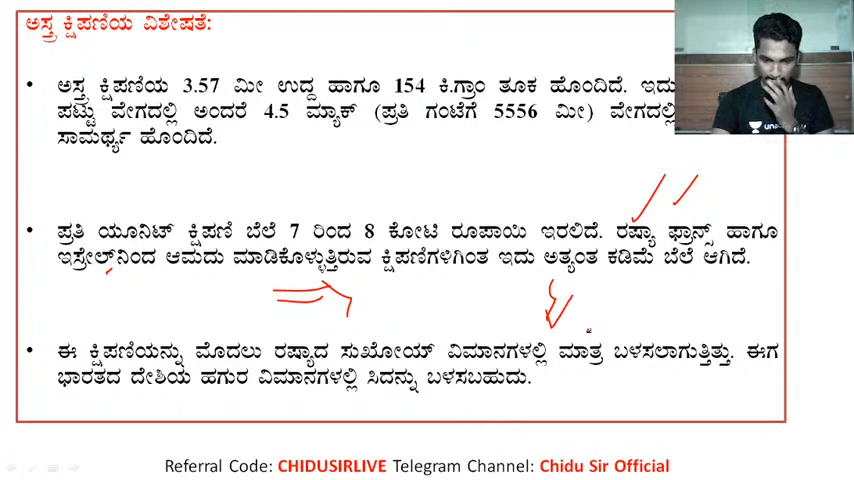 ಅಸ್ತ್ರ ಕ್ಷಿಪಣಿಯ ವಿಶೇಷತೆ:
• ಅಸ್ತ್ರ ಕ್ಷಿಪಣಿಯ 3.57 ಮೀ ಉದ್ದ ಹಾಗೂ 154 ಕಿ.ಗ್ರಾಂ ತೂಕ ಹೊಂದಿದೆ. ಇದು
ಪಟ್ಟು ವೇಗದಲ್ಲಿ ಅಂದರೆ 4.5 ಮ್ಯಾಕ್ (ಪ್ರತಿ ಗಂಟೆಗೆ 5556 ಮೀ) ವೇಗದಲ್ಲಿ
ಸಾಮರ್ಥ್ಯ ಹೊಂದಿದೆ.
• ಪ್ರತಿ ಯೂನಿಟ್ ಕ್ಷಿಪಣಿ ಬೆಲೆ 7 ರಿಂದ 8 ಕೋಟಿ ರೂಪಾಯಿ ಇರಲಿದೆ. ರಷ್ಯಾ ಫ್ರಾನ್ಸ್ ಹಾಗೂ
ಇಸ್ರೇಲ್‌ನಿಂದ ಆಮದು ಮಾಡಿಕೊಳ್ಳುತ್ತಿರುವ ಕ್ಷಿಪಣಿಗಳಿಗಿಂತ ಇದು ಅತ್ಯಂತ ಕಡಿಮೆ ಬೆಲೆ ಆಗಿದೆ.
• ಈ ಕ್ಷಿಪಣಿಯನ್ನು ಮೊದಲು ರಷ್ಯಾದ ಸುಖೋಯ್ ವಿಮಾನಗಳಲ್ಲಿ ಮಾತ್ರ ಬಳಸಲಾಗುತ್ತಿತ್ತು. ಈಗ
ಭಾರತದ ದೇಶಿಯ ಹಗುರ ವಿಮಾನಗಳಲ್ಲಿ ಸಿದನ್ನು ಬಳಸಬಹುದು.
Referral Code: CHIDUSIRLIVE Telegram Channel: Chidu Sir Official